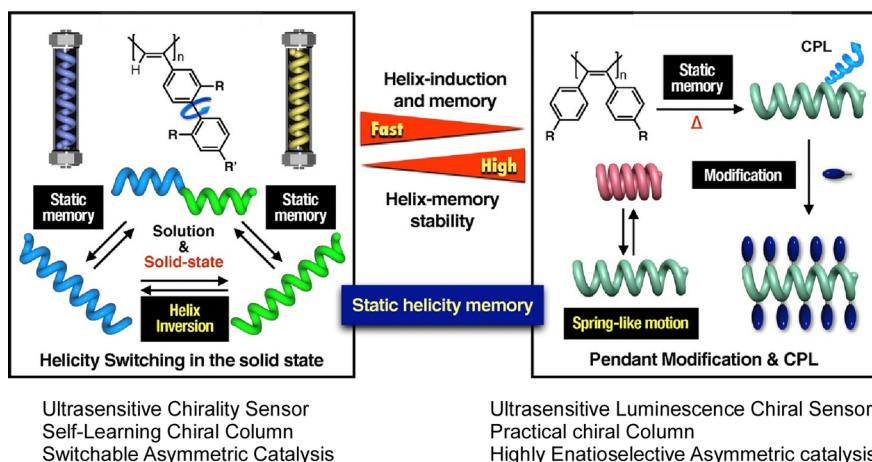 H
n
R
R
R'
Static
memory
Static
memory
Solution
&
Solid-state
Helix
Inversion
Helicity Switching in the solid state
Helix-induction
and memory
Fast
High
Helix-memory
stability
Static helicity memory
n
R
R
Static
memory
Δ
CPL
Modification
Spring-like motion
Pendant Modification & CPL
Ultrasensitive Chirality Sensor
Self-Learning Chiral Column
Switchable Asymmetric Catalysis
Ultrasensitive Luminescence Chiral Sensor
Practical chiral Column
Highly Enatioselective Asymmetric catalysis